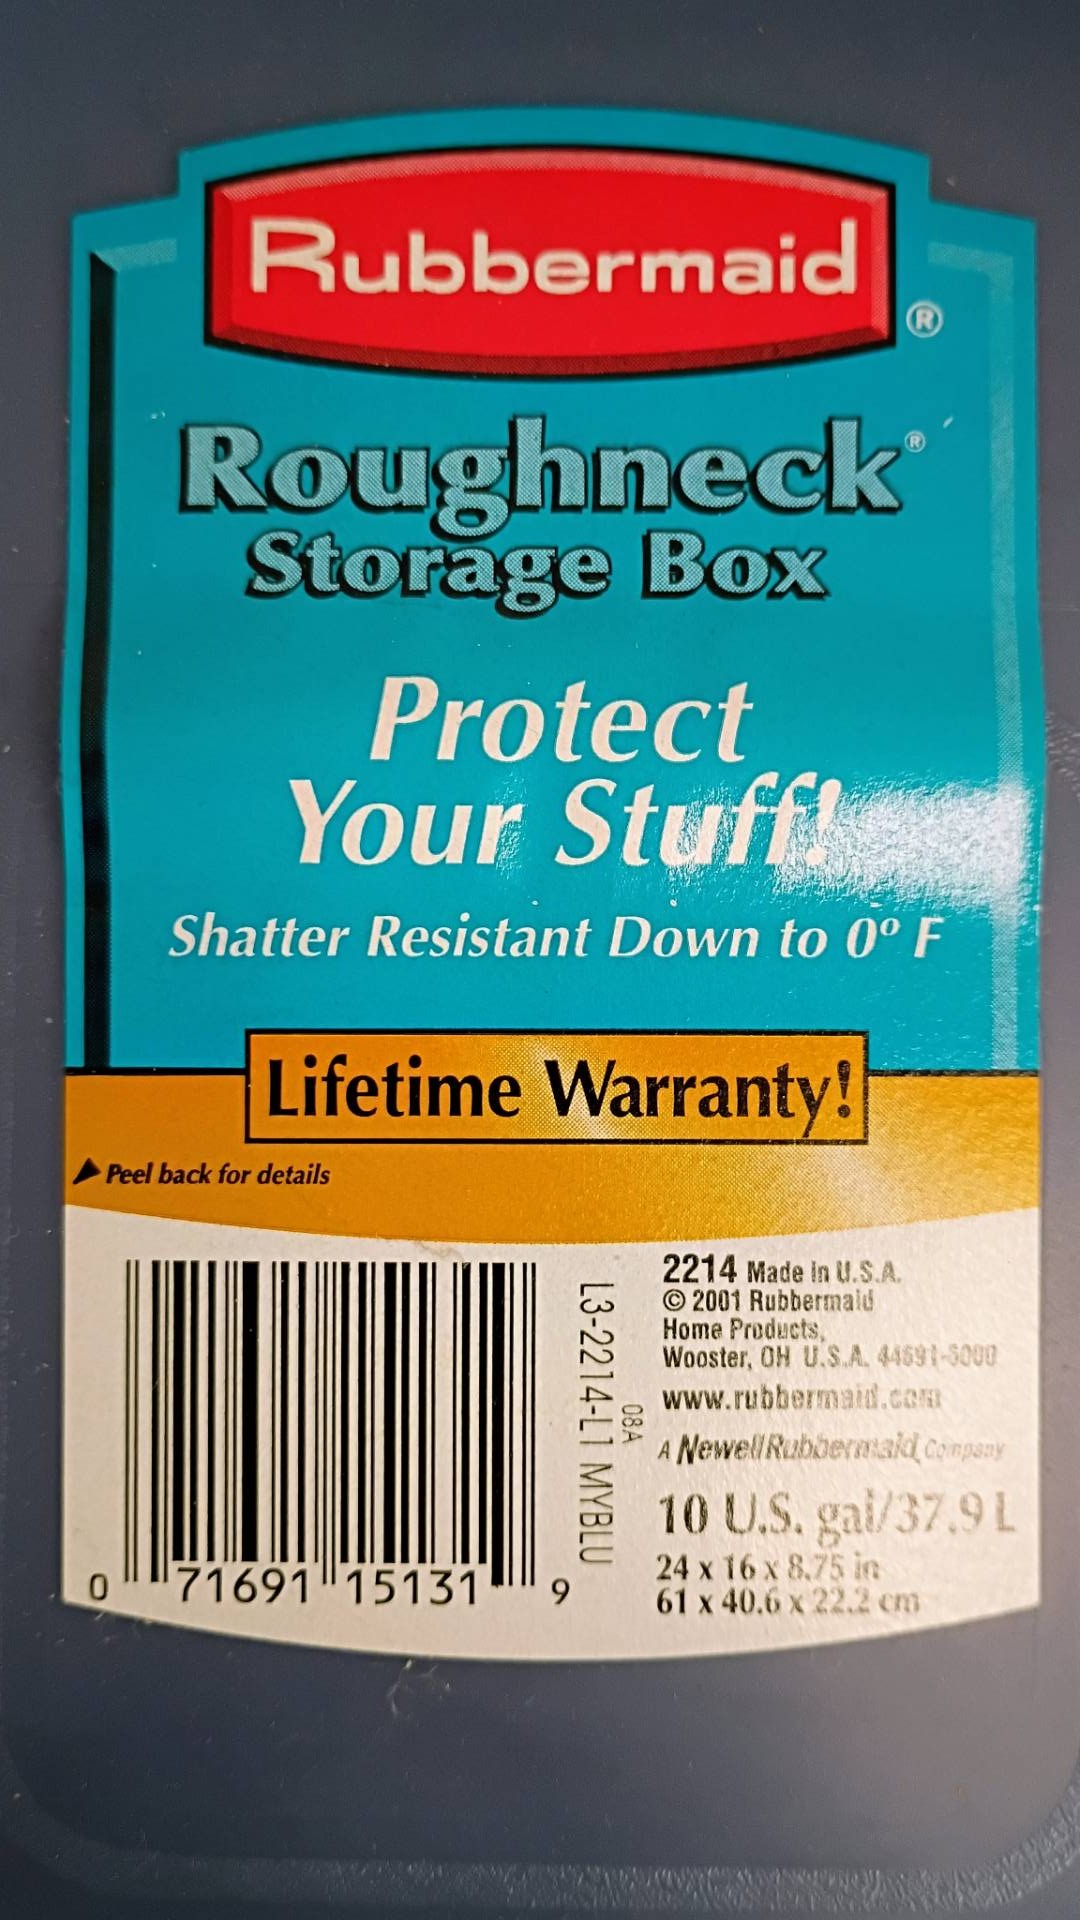 Rubbermaid
®
Roughneck®
Storage Box
Protect
Your Stuff!
Shatter Resistant Down to 0º F
Lifetime Warranty!
Peel back for details
2214 Made in U.S.A.
© 2001 Rubbermaid
Home Products,
Wooster, OH U.S.A. 44691-6000
www.rubbermaid.com
A Newell Rubbermaid Company
10 U.S. gal/37.9 L
24 x 16 x 8.75 in
61 x 40.6 x 22.2 cm
L3-2214-L1 MYBLU
08A
0 71691 15131 9